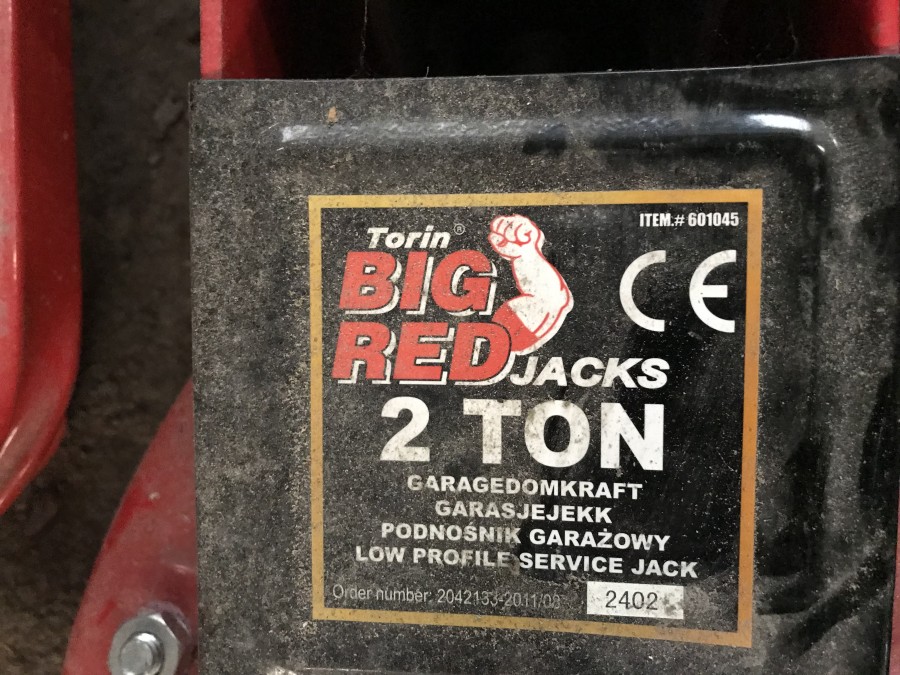 ITEM.# 601045
Torin®
BIG
RED
JACKS
CE
2 TON
GARAGEDOMKRAFT
GARASJEJEKK
PODNOŚNIK GARAŻOWY
LOW PROFILE SERVICE JACK
Order number: 2042133-2011/08 2402